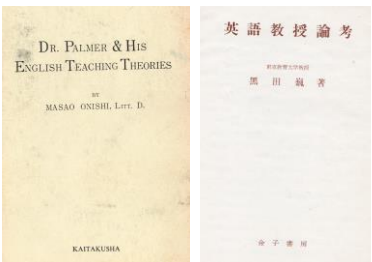 DR. PALMER & HIS
ENGLISH TEACHING THEORIES
BY
MASAO ONISHI, LITT. D.
KAITAKUSHA
英語教授論考
黒田巍著
金子書房